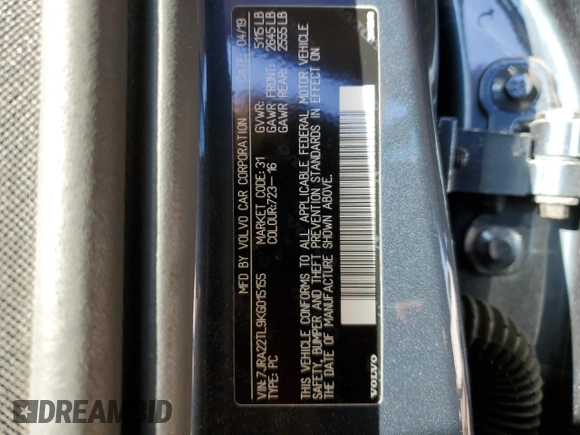 MFD BY VOLVO CAR CORPORATION DATE: 04/19
MARKET CODE: 31 GVWR: 5115 LB
COLOUR:723-16 GAWR FRONT: 2645 LB
GAWR REAR: 2555 LB
VIN: 7JRA22TL9KG015155
TYPE: PC
THIS VEHICLE CONFORMS TO ALL APPLICABLE FEDERAL MOTOR VEHICLE
SAFETY, BUMPER AND THEFT PREVENTION STANDARDS IN EFFECT ON
THE DATE OF MANUFACTURE SHOWN ABOVE.
VOLVO
DREAMBID